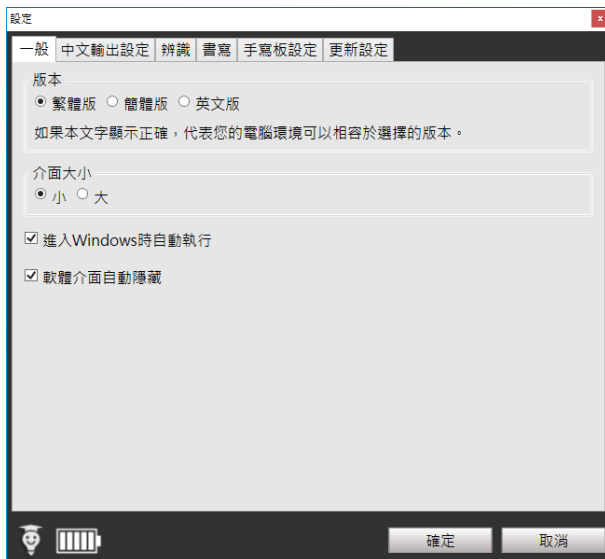 設定
一般 中文輸出設定 辨識 書寫 手寫板設定 更新設定
版本
繁體版 簡體版 英文版
如果本文字顯示正確，代表您的電腦環境可以相容於選擇的版本。
介面大小
小 大
進入Windows時自動執行
軟體介面自動隱藏
確定 取消